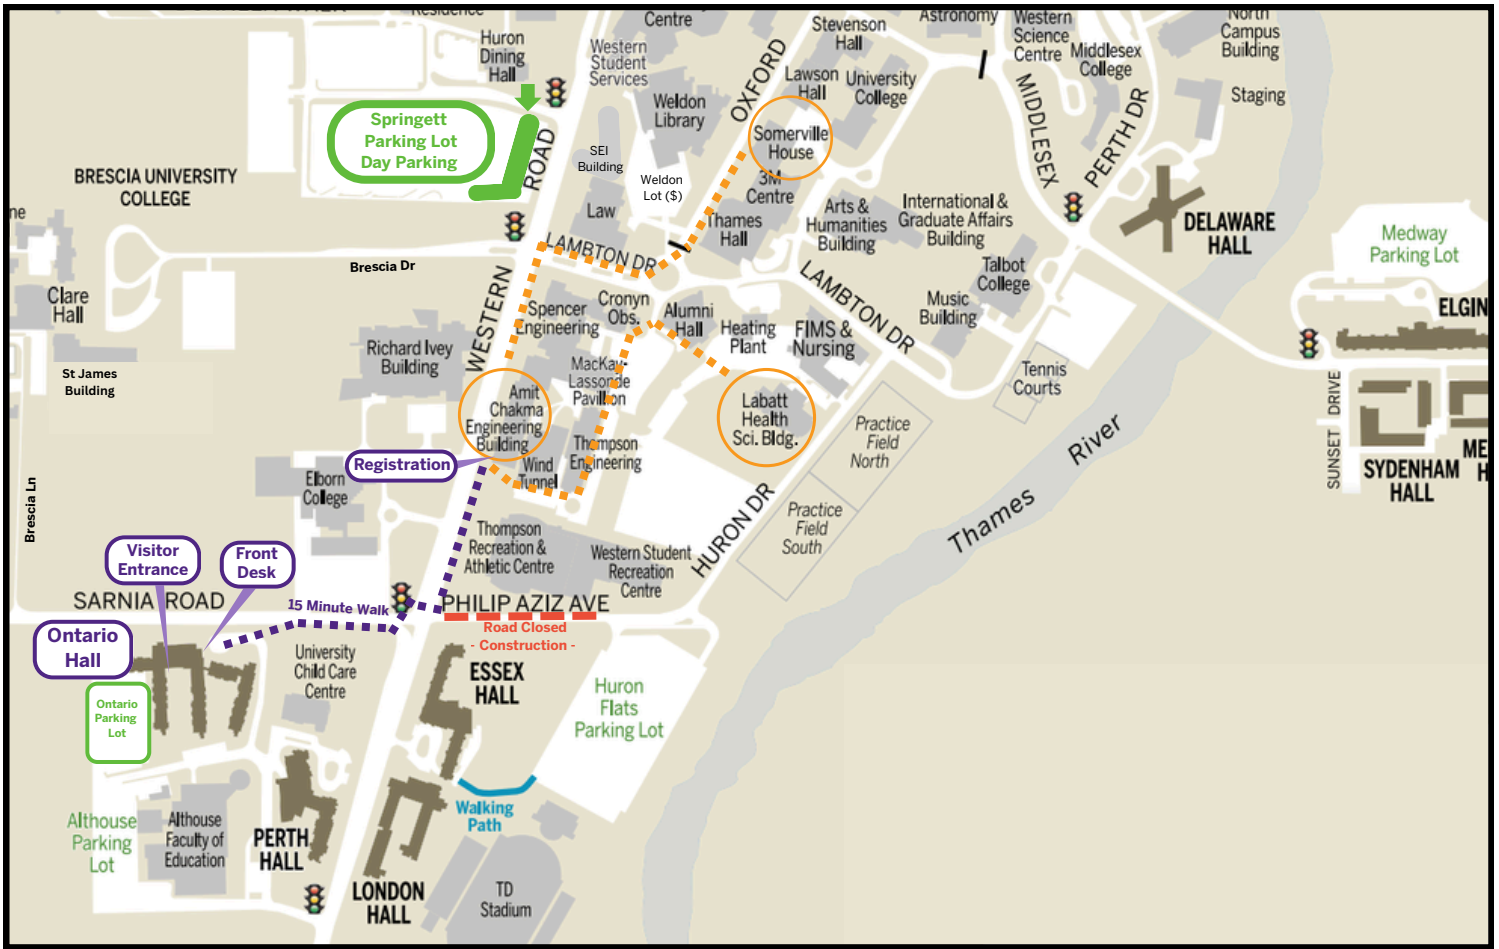 Residence
Centre
Huron
Dining
Hall
Western
Student
Services
Weldon
Library
OXFORD
Stevenson
Hall
Astronomy
Western
Science
Centre
Middlesex
College
North
Campus
Building
Lawson
Hall
University
College
Staging
MIDDLESEX
PERTH DR
Springett
Parking Lot
Day Parking
ROAD
SEI
Building
Weldon
Lot ($)
Somerville
House
3M
Centre
Thames
Hall
Law
LAMBTON DR
Arts &
Humanities
Building
International &
Graduate Affairs
Building
Talbot
College
Music
Building
DELAWARE
HALL
Medway
Parking Lot
BRESCIA UNIVERSITY
COLLEGE
ne
Brescia Dr
Clare
Hall
St James
Building
Richard Ivey
Building
WESTERN
Spencer
Engineering
Cronyn
Obs.
Alumni
Hall
Heating
Plant
FIMS &
Nursing
LAMBTON DR
Tennis
Courts
ELGIN
MacKay-
Lassonde
Pavillion
Amit
Chakma
Engineering
Building
Labatt
Health
Sci. Bldg.
Practice
Field
North
River
SUNSET DRIVE
SYDENHAM
HALL
ME
H
Registration
Wind
Tunnel
Thompson
Engineering
Elborn
College
Brescia Ln
Practice
Field
South
Thames
HURON DR
Thompson
Recreation &
Athletic Centre
Western Student
Recreation
Centre
Visitor
Entrance
Front
Desk
SARNIA ROAD
15 Minute Walk
PHILIP AZIZ AVE
Road Closed
- Construction -
Ontario
Hall
University
Child Care
Centre
ESSEX
HALL
Huron
Flats
Parking Lot
Ontario
Parking
Lot
Walking
Path
Althouse
Parking
Lot
Althouse
Faculty of
Education
PERTH
HALL
LONDON
HALL
TD
Stadium